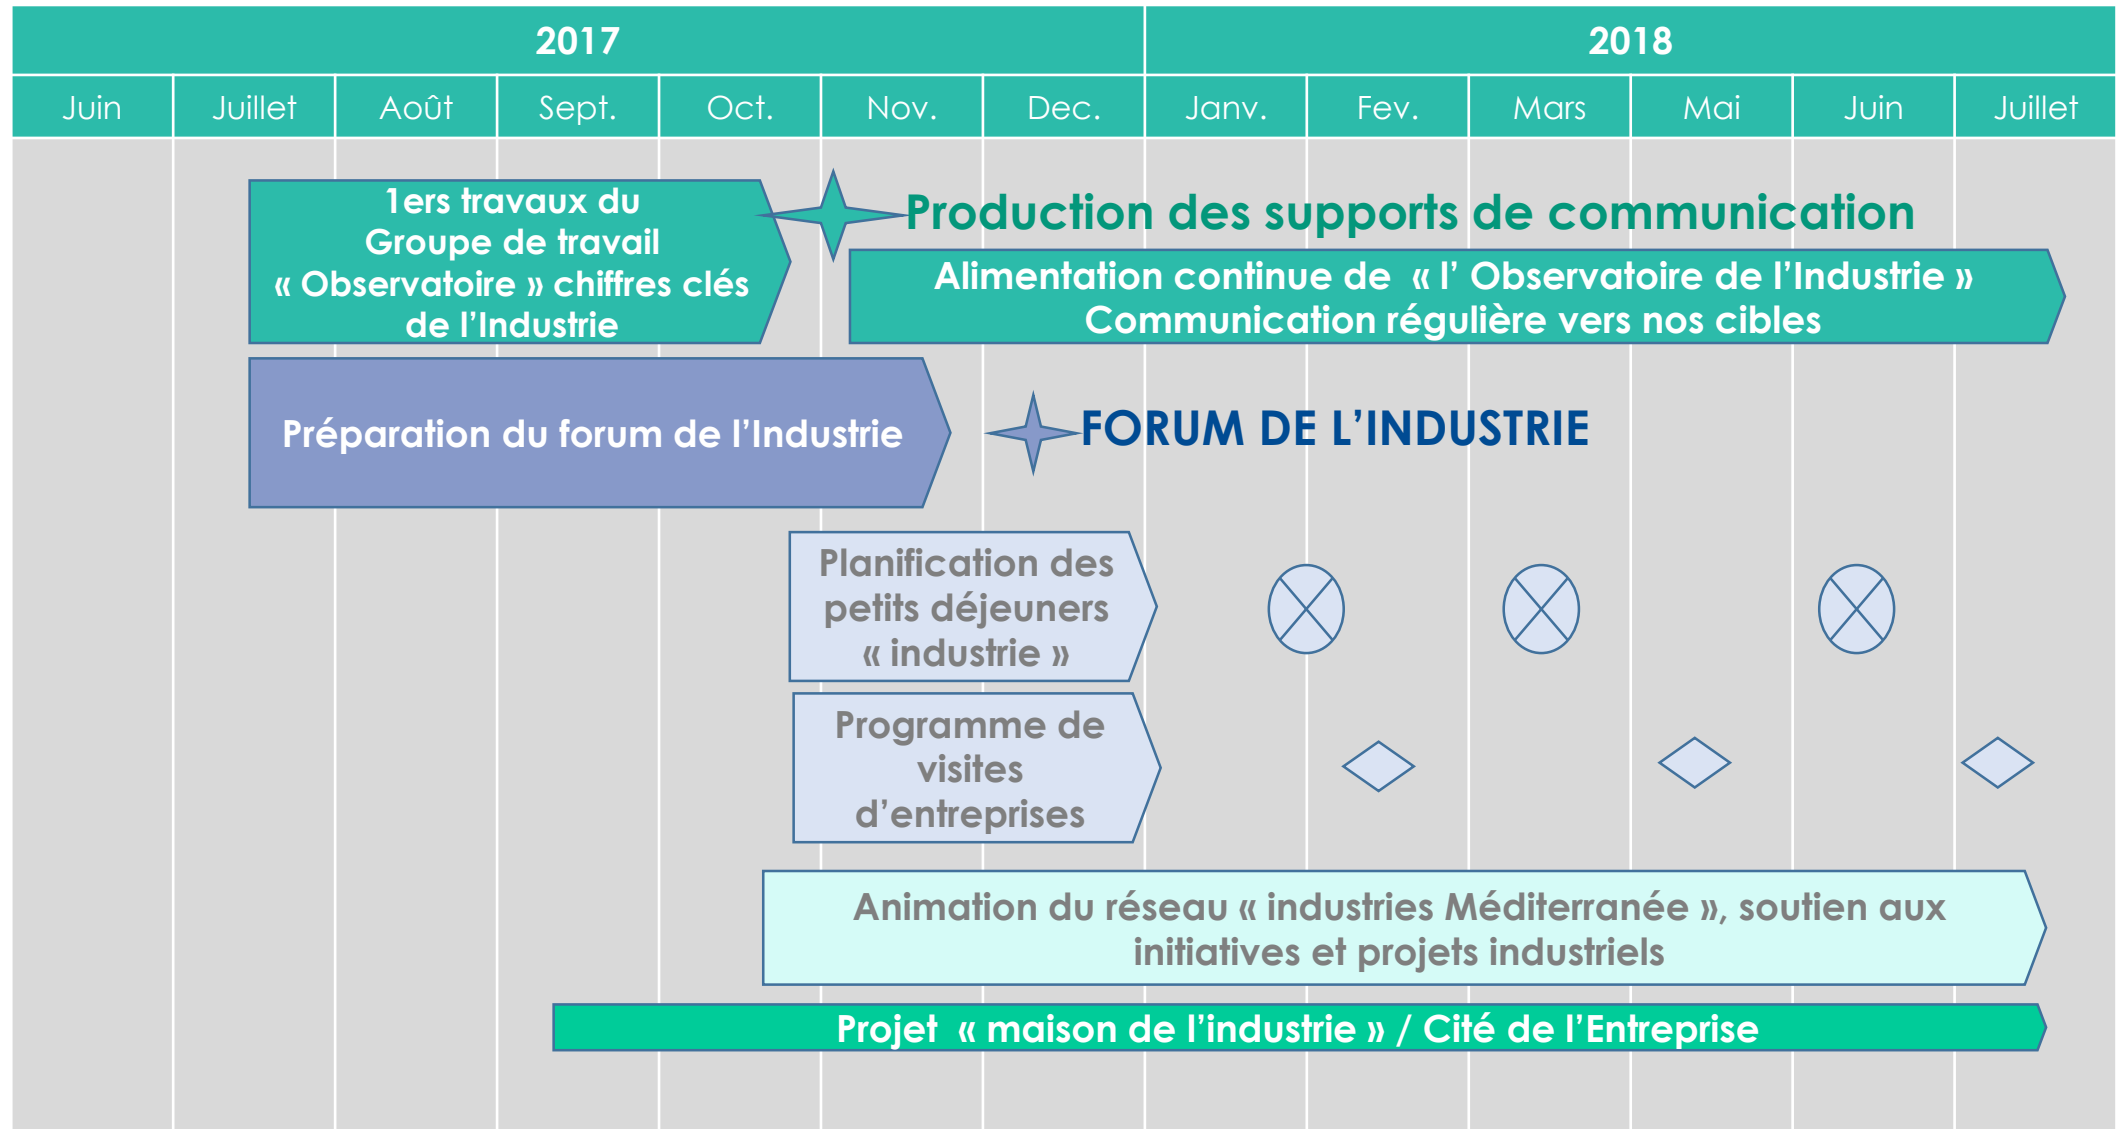 2017
2018
Juin
Juillet
Août
Sept.
Oct.
Nov.
Dec.
Janv.
Fev.
Mars
Mai
Juin
Juillet
1ers travaux du
Groupe de travail
« Observatoire » chiffres clés
de l’Industrie
Production des supports de communication
Alimentation continue de « l’ Observatoire de l’Industrie »
Communication régulière vers nos cibles
Préparation du forum de l’Industrie
FORUM DE L’INDUSTRIE
Planification des
petits déjeuners
« industrie »
Programme de
visites
d’entreprises
Animation du réseau « industries Méditerranée », soutien aux
initiatives et projets industriels
Projet « maison de l’industrie » / Cité de l’Entreprise